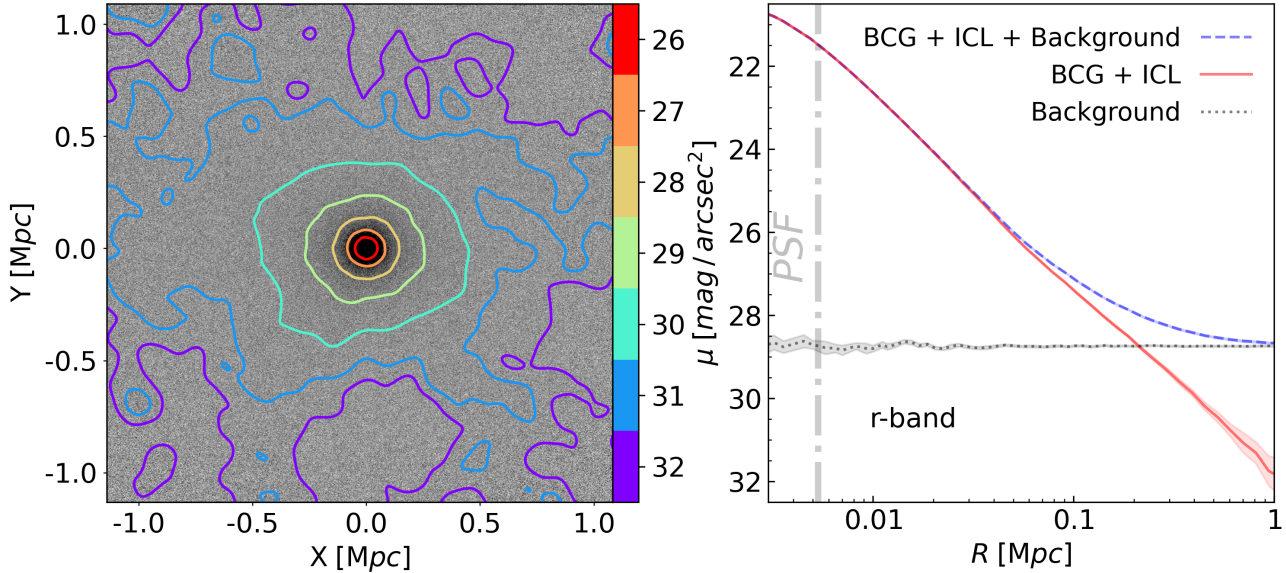 1.0
0.5
0.0
-0.5
-1.0
Y [Mpc]
-1.0 -0.5 0.0 0.5 1.0
X [Mpc]
26
27
28
29
30
31
32
22
24
26
28
30
32
μ [mag/arcsec²]
BCG + ICL + Background
BCG + ICL
Background
PSF
r-band
0.01 0.1 1
R [Mpc]